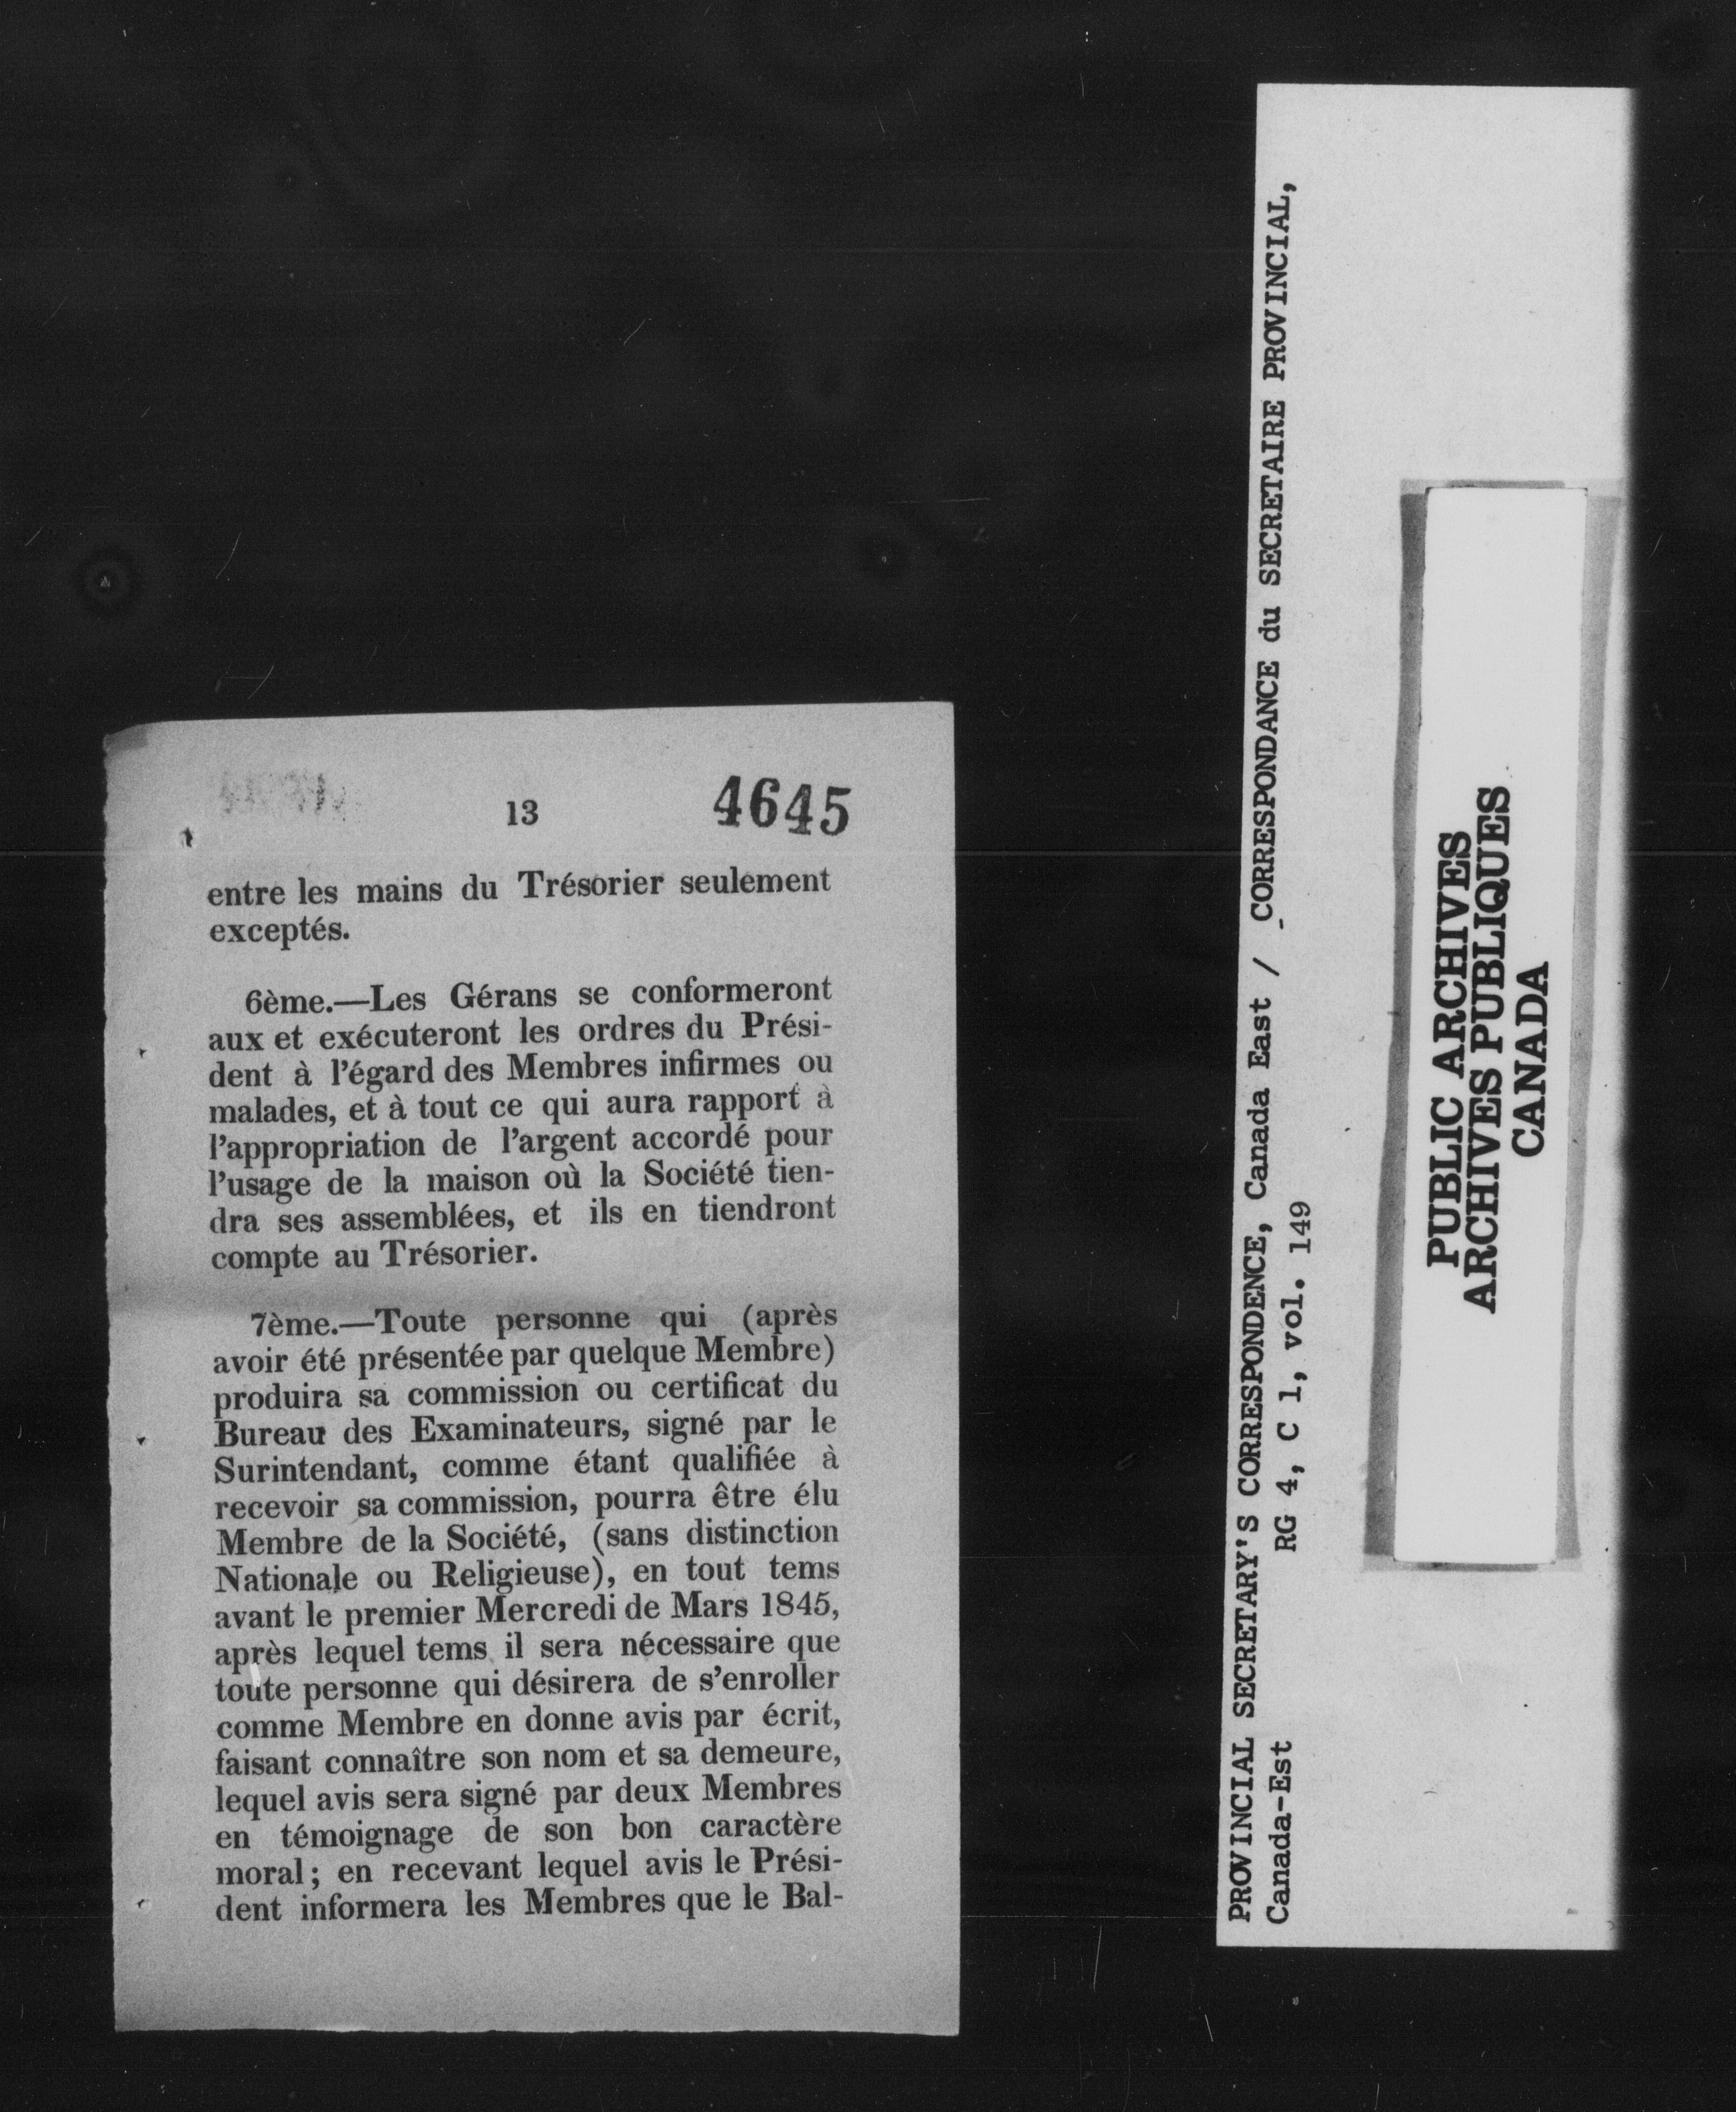 13
4645
entre les mains du Trésorier seulement
exceptés.
6ème.—Les Gérans se conformeront
aux et exécuteront les ordres du Prési-
dent à l'égard des Membres infirmes ou
malades, et à tout ce qui aura rapport à
l'appropriation de l'argent accordé pour
l'usage de la maison où la Société tien-
dra ses assemblées, et ils en tiendront
compte au Trésorier.
7ème.—Toute personne qui (après
avoir été présentée par quelque Membre)
produira sa commission ou certificat du
Bureau des Examinateurs, signé par le
Surintendant, comme étant qualifiée à
recevoir sa commission, pourra être élu
Membre de la Société, (sans distinction
Nationale ou Religieuse), en tout tems
avant le premier Mercredi de Mars 1845,
après lequel tems il sera nécessaire que
toute personne qui désirera de s'enroller
comme Membre en donne avis par écrit,
faisant connaître son nom et sa demeure,
lequel avis sera signé par deux Membres
en témoignage de son bon caractère
moral; en recevant lequel avis le Prési-
dent informera les Membres que le Bal-
PROVINCIAL SECRETARY'S CORRESPONDENCE, Canada East / CORRESPONDANCE du SECRETAIRE PROVINCIAL,
Canada-Est RG 4, C 1, vol. 149
PUBLIC ARCHIVES
ARCHIVES PUBLIQUES
CANADA